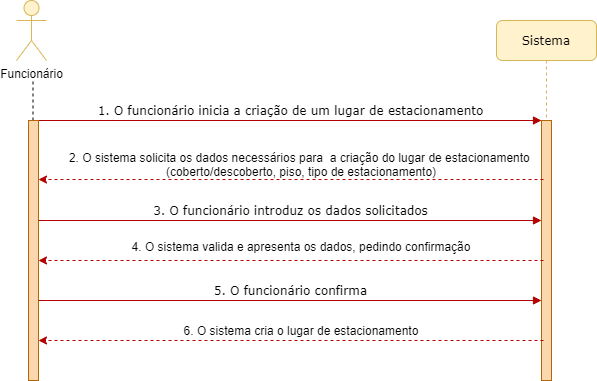 Sistema
Funcionário
1. O funcionário inicia a criação de um lugar de estacionamento
2. O sistema solicita os dados necessários para a criação do lugar de estacionamento
(coberto/descoberto, piso, tipo de estacionamento)
3. O funcionário introduz os dados solicitados
4. O sistema valida e apresenta os dados, pedindo confirmação
5. O funcionário confirma
6. O sistema cria o lugar de estacionamento